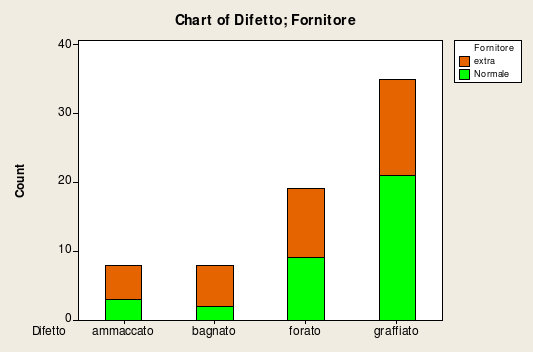 Chart of Difetto; Fornitore
Fornitore
extra
Normale
Count
40
30
20
10
0
Difetto ammaccato bagnato forato graffiato